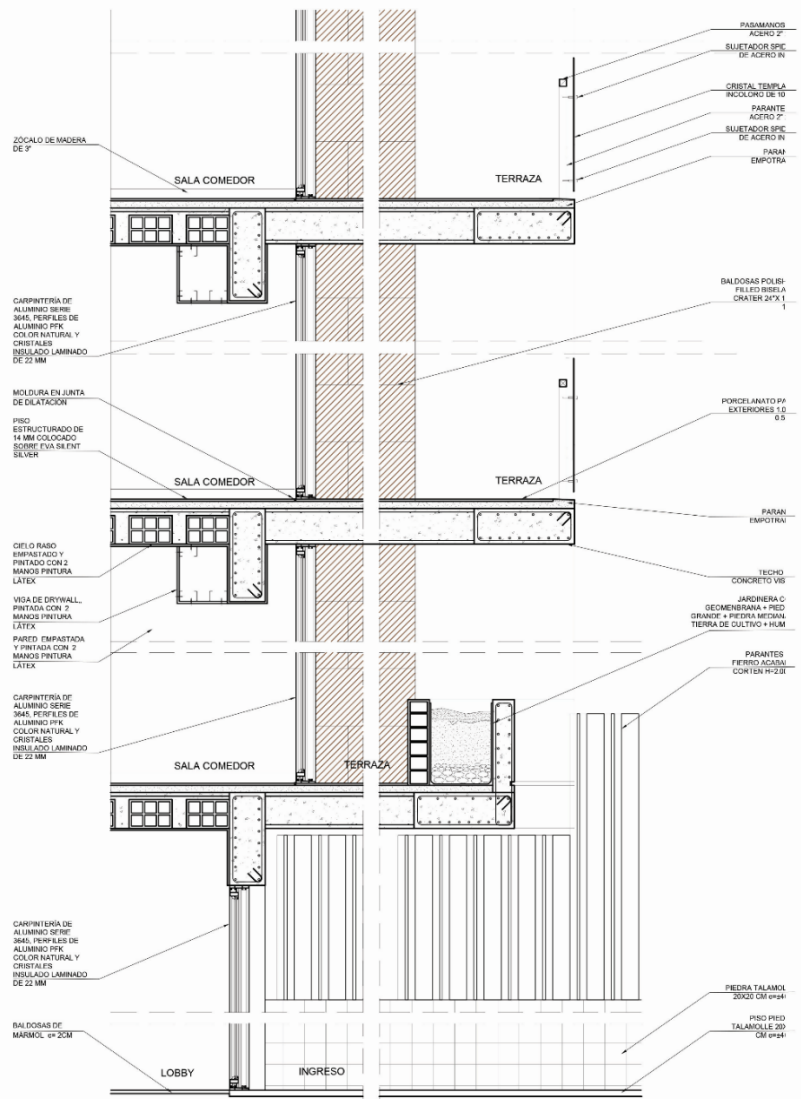 PASAMANOS
ACERO 2"
SUJETADOR SPID
DE ACERO IN
CRISTAL TEMPLA
INCOLORO DE 10
PARANTE
ACERO 2"
SUJETADOR SPID
DE ACERO IN
PARAN
EMPOTRA
ZÓCALO DE MADERA
DE 3"
SALA COMEDOR
TERRAZA
CARPINTERÍA DE
ALUMINIO SERIE
3645, PERFILES DE
ALUMINIO PFK
COLOR NATURAL Y
CRISTALES
INSULADO LAMINADO
DE 22 MM
BALDOSAS POLISH
FILLED BISELA
CRATER 24"X 1
1
MOLDURA EN JUNTA
DE DILATACIÓN
PISO
ESTRUCTURADO DE
14 MM COLOCADO
SOBRE EVA SILENT
SILVER
PORCELANATO PA
EXTERIORES 1.0
0.5
SALA COMEDOR
TERRAZA
PARAN
EMPOTRA
CIELO RASO
EMPASTADO Y
PINTADO CON 2
MANOS PINTURA
LÁTEX
VIGA DE DRYWALL,
PINTADA CON 2
MANOS PINTURA
LÁTEX
PARED EMPASTADA
Y PINTADA CON 2
MANOS PINTURA
LÁTEX
TECHO
CONCRETO VIS
JARDINERA C
GEOMENBRANA + PIED
GRANDE + PIEDRA MEDIAN
TIERRA DE CULTIVO + HUM
PARANTES
FIERRO ACABA
CORTEN H=2.0
CARPINTERÍA DE
ALUMINIO SERIE
3645, PERFILES DE
ALUMINIO PFK
COLOR NATURAL Y
CRISTALES
INSULADO LAMINADO
DE 22 MM
SALA COMEDOR
TERRAZA
CARPINTERÍA DE
ALUMINIO SERIE
3645, PERFILES DE
ALUMINIO PFK
COLOR NATURAL Y
CRISTALES
INSULADO LAMINADO
DE 22 MM
PIEDRA TALAMOL
20X20 CM e=±4
BALDOSAS DE
MÁRMOL e= 2CM
PISO PIED
TALAMOLLE 20
CM e=±4
LOBBY
INGRESO